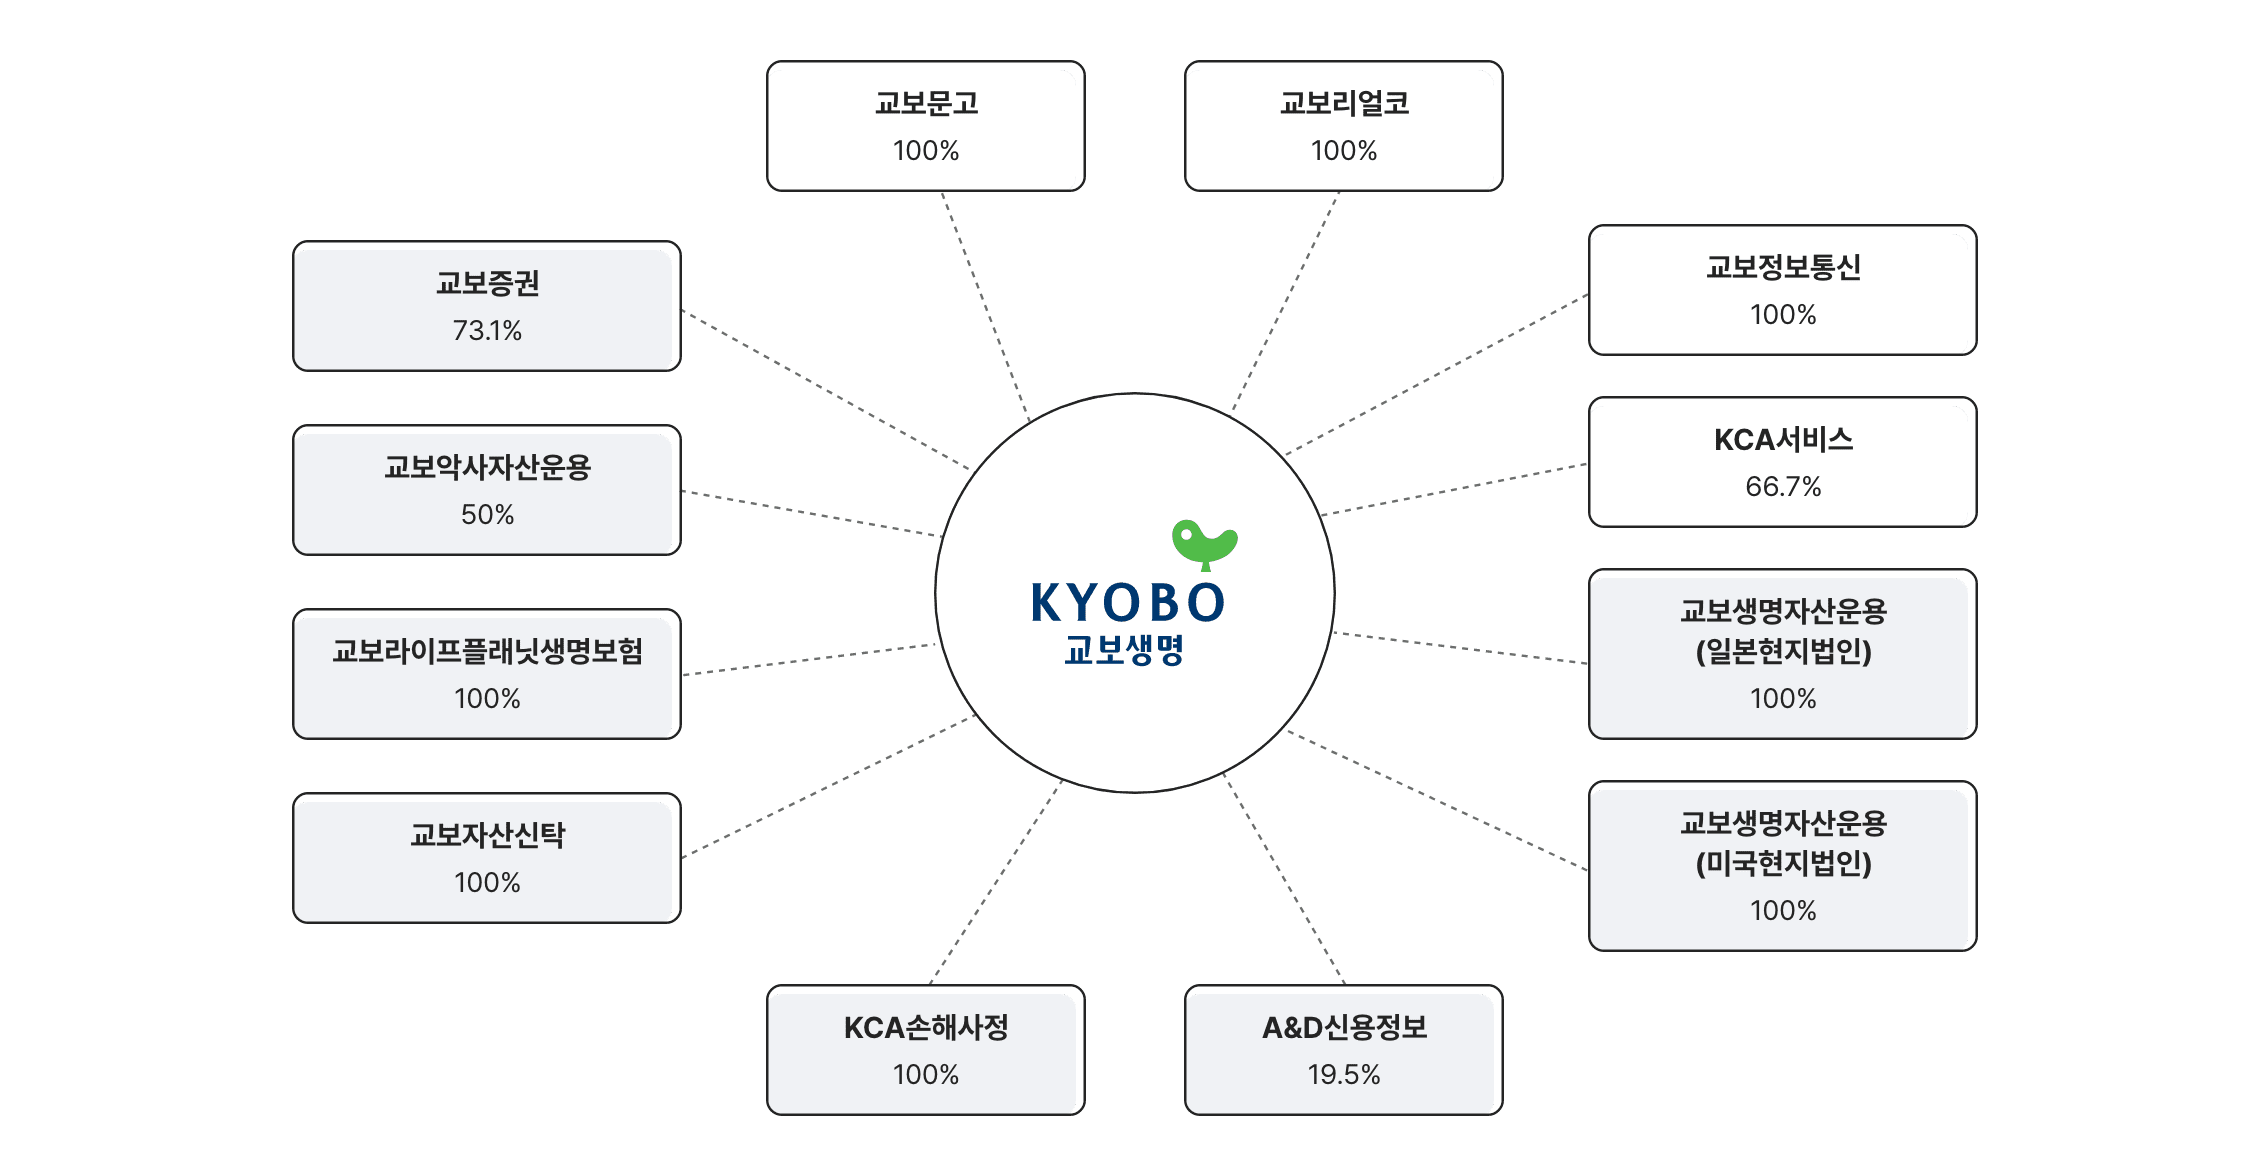 교보문고
100%
교보리얼코
100%
교보증권
73.1%
교보정보통신
100%
교보악사자산운용
50%
KCA서비스
66.7%
KYOBO
교보생명
교보라이프플래닛생명보험
100%
교보생명자산운용
(일본현지법인)
100%
교보자산신탁
100%
교보생명자산운용
(미국현지법인)
100%
KCA손해사정
100%
A&D신용정보
19.5%